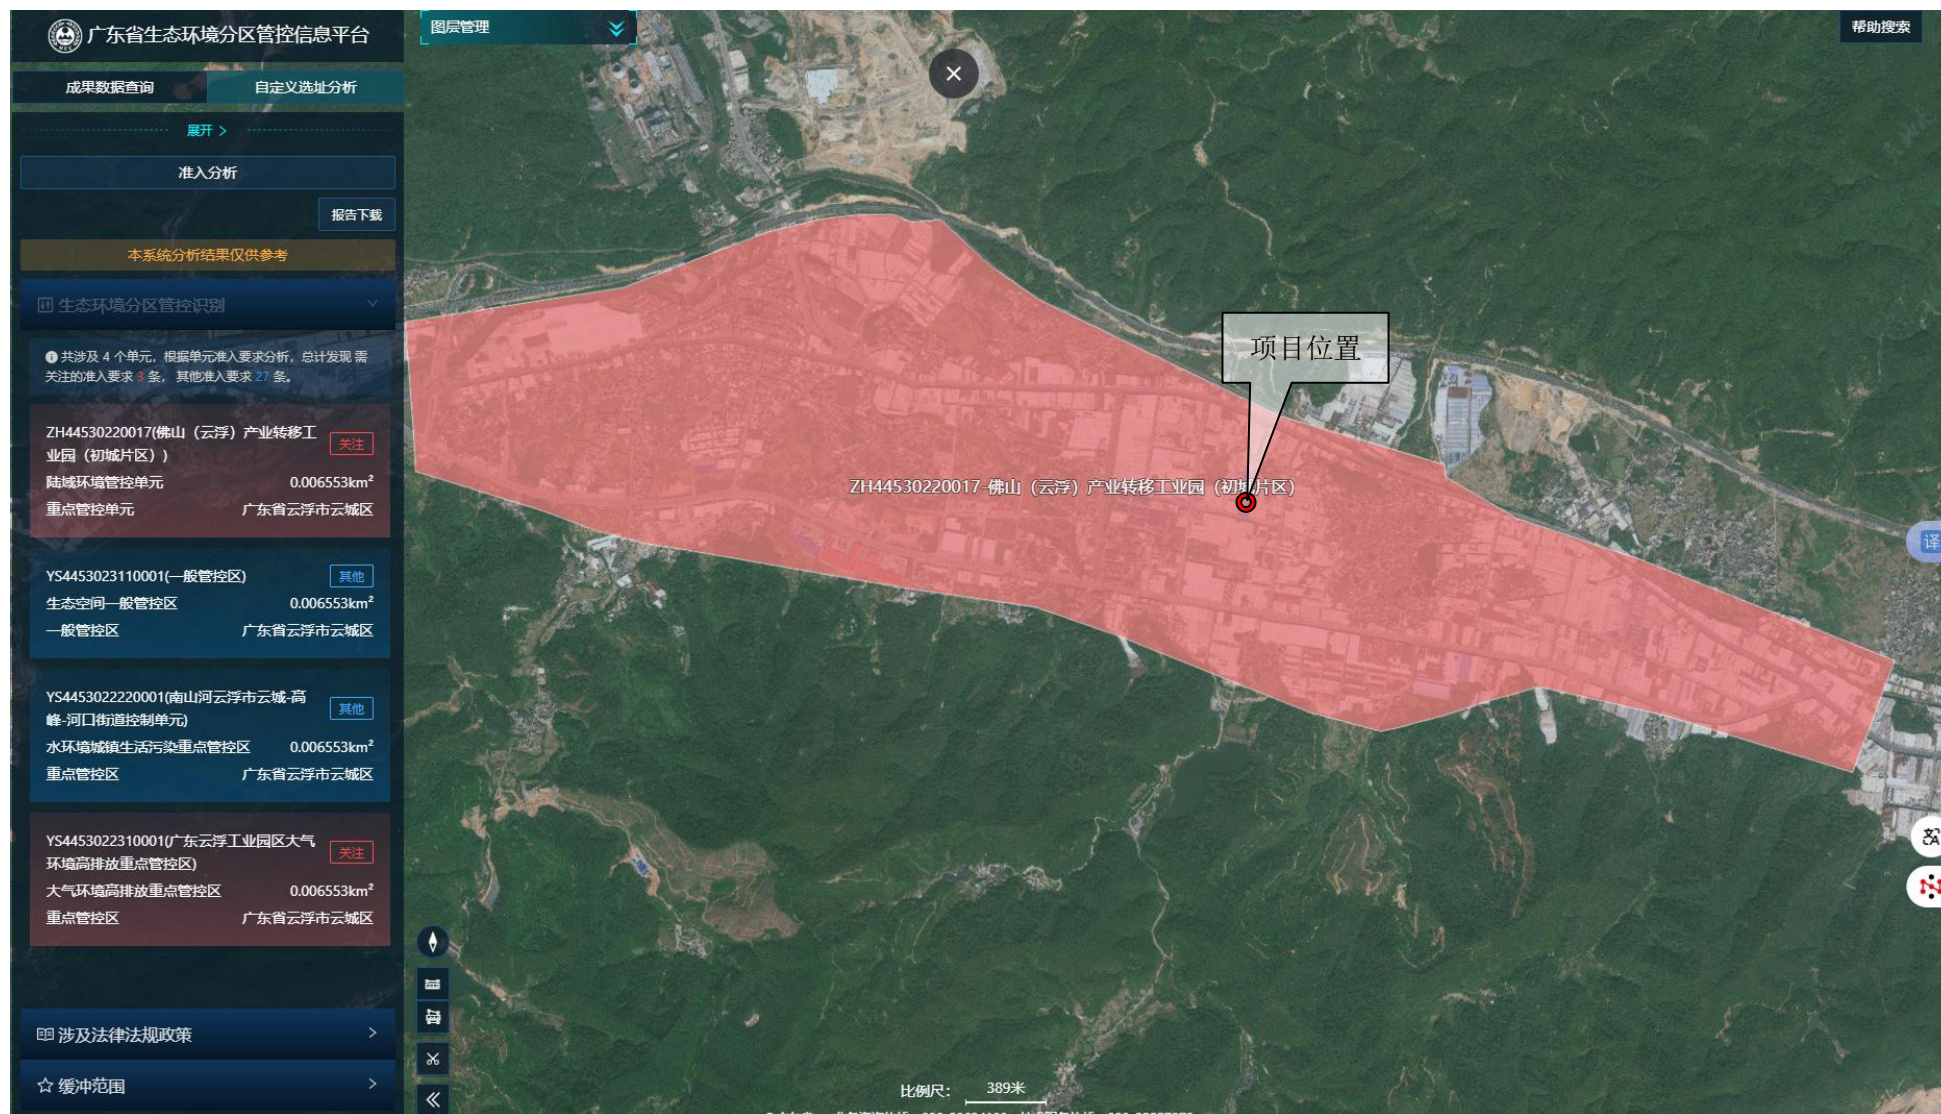 广东省生态环境分区管控信息平台
成果数据查询
自定义选址分析
展开 >
准入分析
报告下载
本系统分析结果仅供参考
生态环境分区管控识别
共涉及 4 个单元，根据单元准入要求分析，总计发现 需
关注的准入要求 3 条，其他准入要求 27 条。
ZH44530220017(佛山（云浮）产业转移工
业园（初城片区）)
关注
陆域环境管控单元 0.006553km²
重点管控单元 广东省云浮市云城区
YS4453023110001(一般管控区)
其他
生态空间一般管控区 0.006553km²
一般管控区 广东省云浮市云城区
YS4453022220001(南山河云浮市云城-高
峰-河口街道控制单元)
其他
水环境城镇生活污染重点管控区 0.006553km²
重点管控区 广东省云浮市云城区
YS4453022310001(广东云浮工业园区大气
环境高排放重点管控区)
关注
大气环境高排放重点管控区 0.006553km²
重点管控区 广东省云浮市云城区
涉及法律法规政策
缓冲范围
图层管理
帮助搜索
项目位置
ZH44530220017-佛山（云浮）产业转移工业园（初城片区）
译
比例尺： 389米